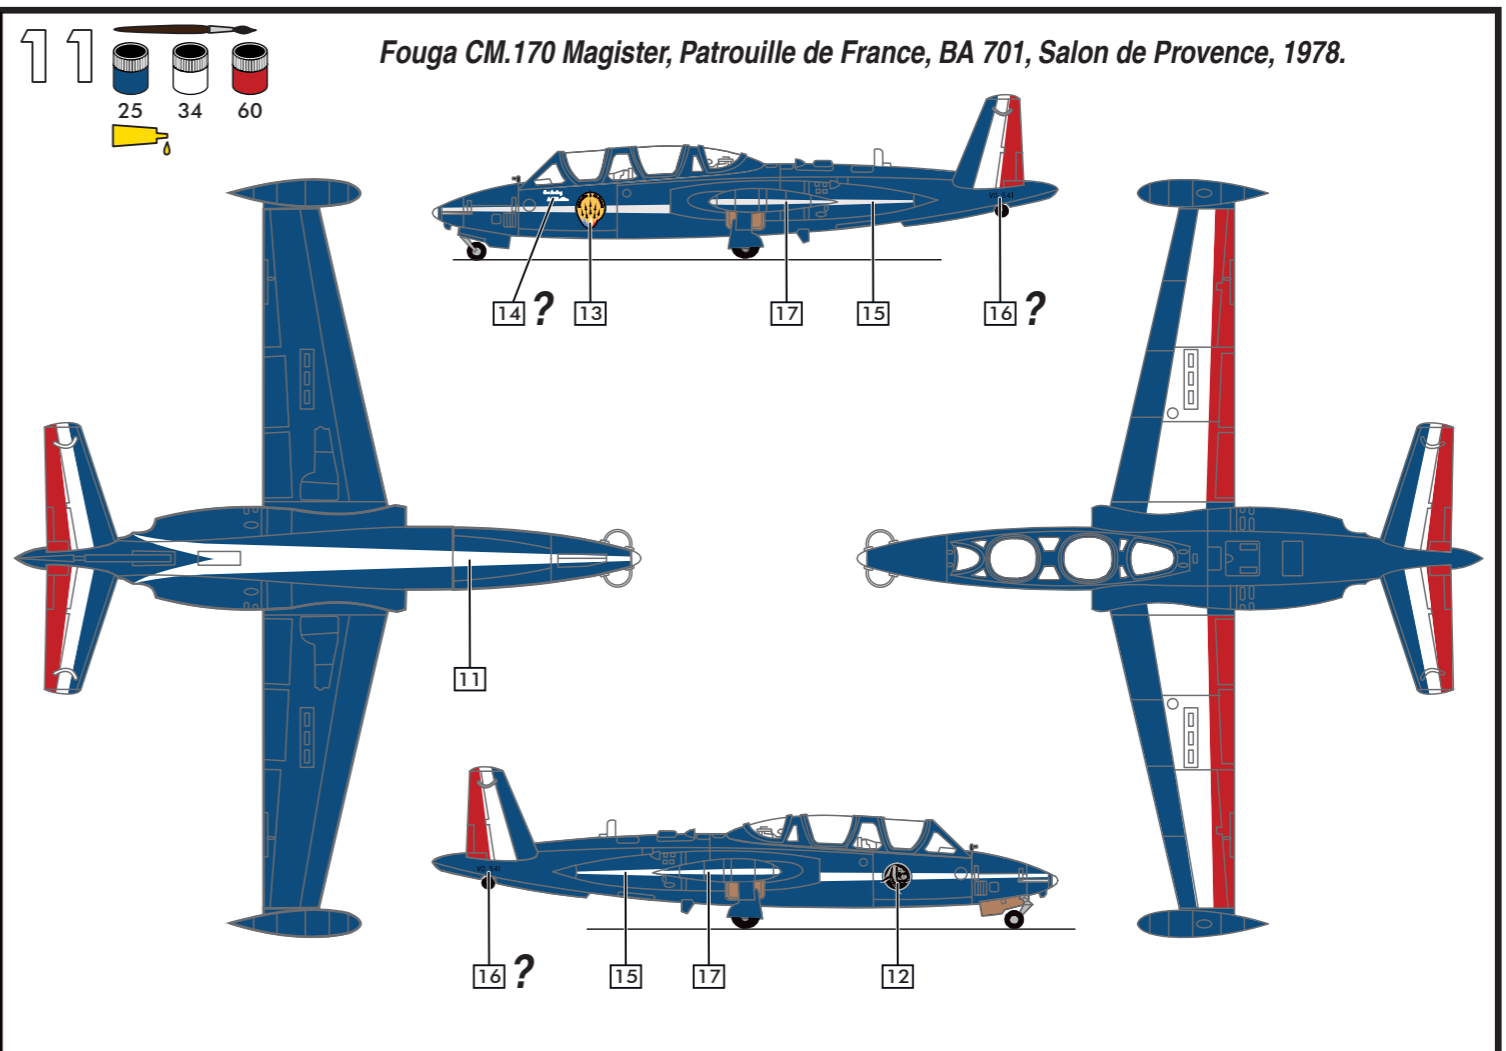 11
Fouga CM.170 Magister, Patrouille de France, BA 701, Salon de Provence, 1978.
25 34 60
14 ? 13 17 15 16 ?
11
16 ? 15 17 12